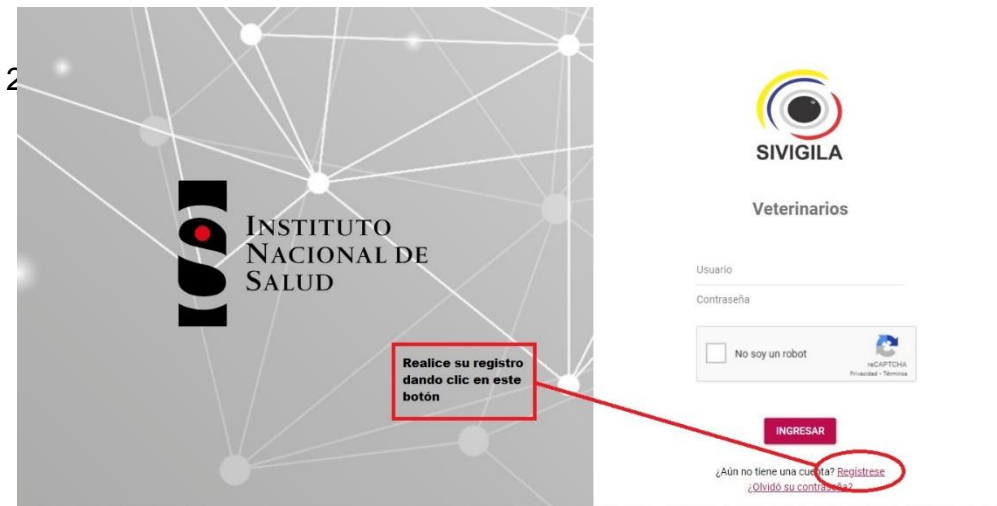 2
SIVIGILA
Veterinarios
INSTITUTO
NACIONAL DE
SALUD
Usuario
Contraseña
No soy un robot
reCAPTCHA
Privacidad - Términos
Realice su registro
dando clic en este
botón
INGRESAR
¿Aún no tiene una cuenta? Regístrese
¿Olvidó su contraseña?